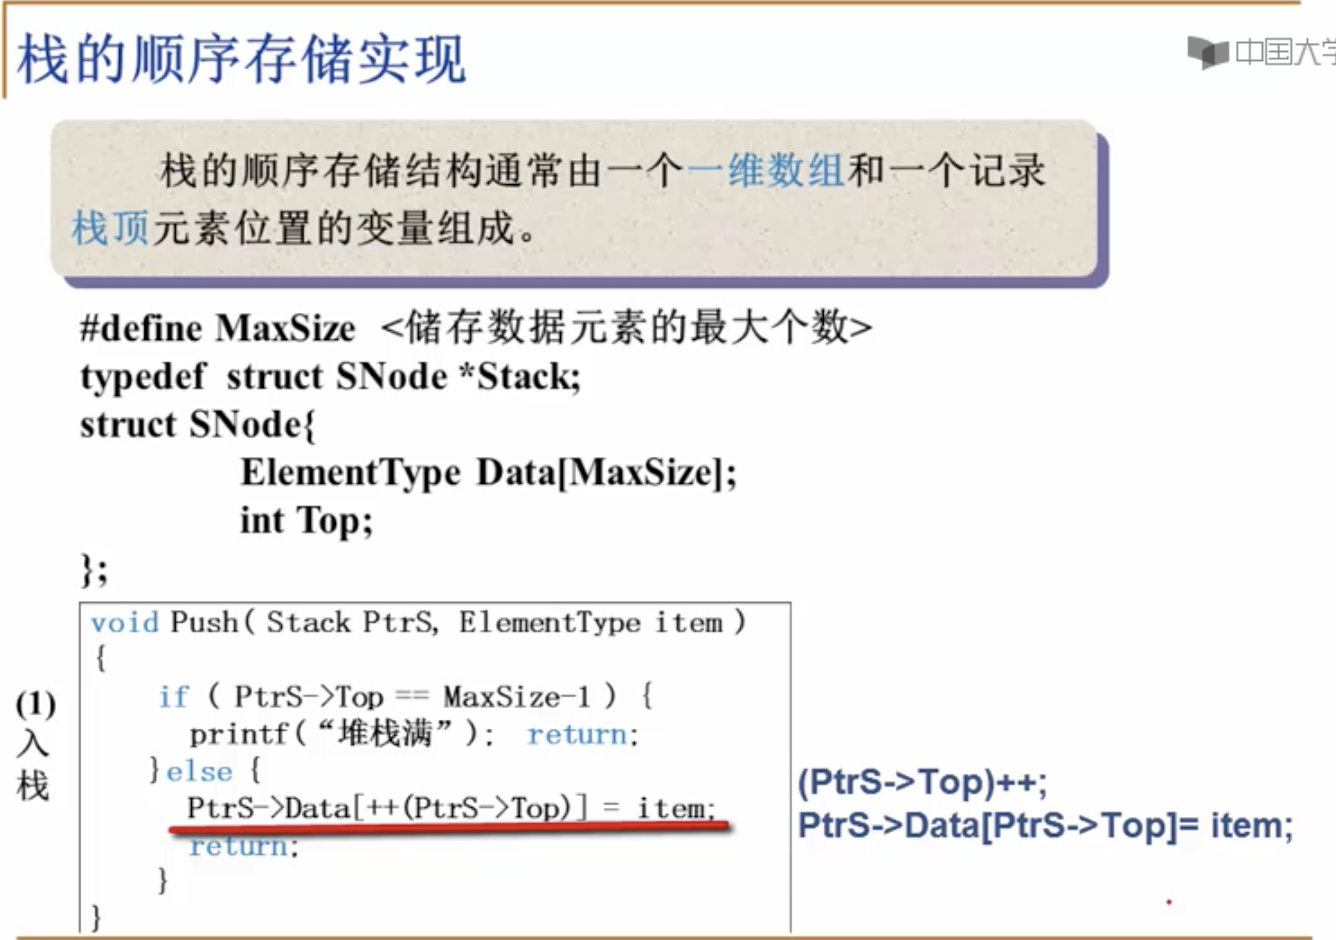 栈的顺序存储实现
中国大学
栈的顺序存储结构通常由一个一维数组和一个记录
栈顶元素位置的变量组成。
#define MaxSize <储存数据元素的最大个数>
typedef struct SNode *Stack;
struct SNode{
ElementType Data[MaxSize];
int Top;
};
(1)
入
栈
void Push( Stack PtrS, ElementType item )
{
if ( PtrS->Top == MaxSize-1 ) {
printf(“堆栈满”); return;
}else {
PtrS->Data[++(PtrS->Top)] = item;
return;
}
}
(PtrS->Top)++;
PtrS->Data[PtrS->Top]= item;